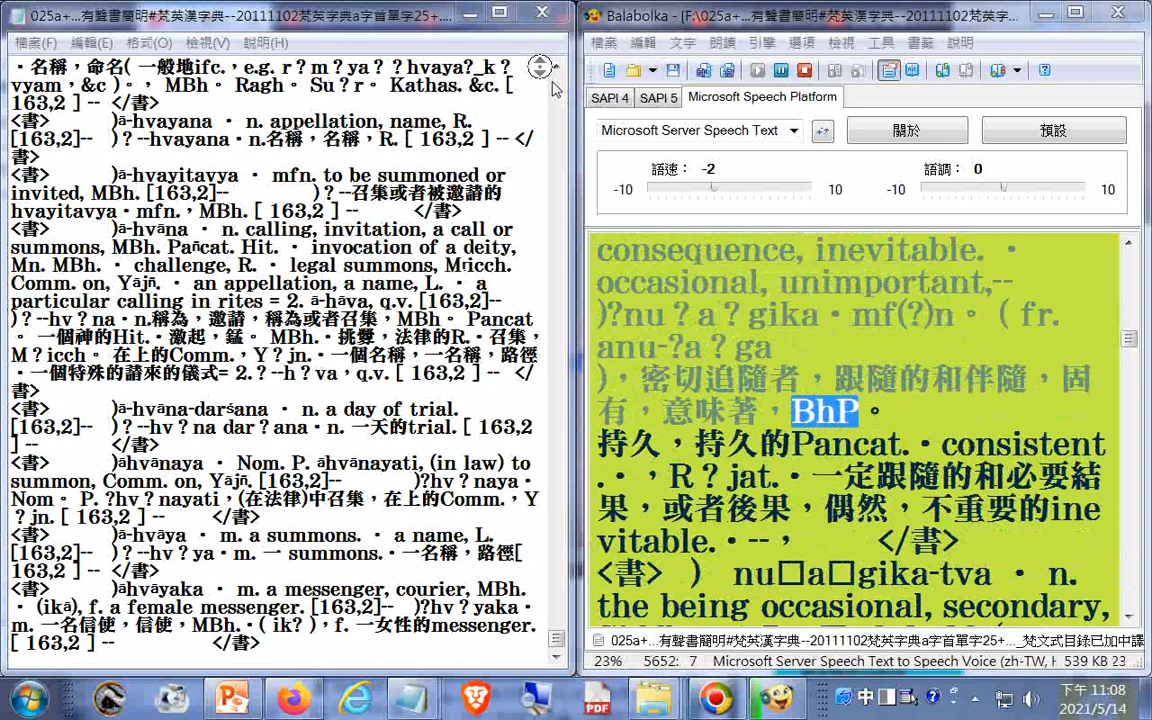 025a+...有聲書簡明#梵英漢字典--20111102梵英字典a字首單字25+...
檔案(F) 編輯(E) 格式(O) 檢視(V) 說明(H)
・名稱，命名( 一般地ifc.，e.g. r？m？ya？？hvaya?_k？
vyam，&c )。， MBh。 Ragh。 Su？r。 Kathas. &c. [
163,2 ] -- </書>
<書> )ā-hvayana ・ n. appellation, name, R.
[163,2]-- )？--hvayana・n.名稱，名稱，R. [ 163,2 ] -- </
書>
<書> )ā-hvayitavya ・ mfn. to be summoned or
invited, MBh. [163,2]-- )？--召集或者被邀請的
hvayitavya・mfn.，MBh. [ 163,2 ] -- </書>
<書> )ā-hvāna ・ n. calling, invitation, a call or
summons, MBh. Pañcat. Hit. ・ invocation of a deity,
Mn. MBh. ・ challenge, R. ・ legal summons, Mṛicch.
Comm. on, Yājñ. ・ an appellation, a name, L. ・ a
particular calling in rites = 2. ā-hāva, q.v. [163,2]--
)？--hv？na・n.稱為，邀請，稱為或者召集，MBh。 Pancat
。 一個神的Hit.・激起，錳。 MBh.・挑釁，法律的R.・召集，
M？icch。 在上的Comm.，Y？jn.・一個名稱，一名稱，路徑
・一個特殊的請來的儀式= 2.？--h？va，q.v. [ 163,2 ] -- </
書>
<書> )ā-hvāna-darśana ・ n. a day of trial.
[163,2]-- )？--hv？na dar？ana・n. 一天的trial. [ 163,2
] -- </書>
<書> )āhvānaya ・ Nom. P. āhvānayati, (in law) to
summon, Comm. on, Yājñ. [163,2]-- )?hv？naya・
Nom。 P. ?hv？nayati，(在法律)中召集，在上的Comm.，Y
？jn. [ 163,2 ] -- </書>
<書> )ā-hvāya ・ m. a summons. ・ a name, L.
[163,2]-- )？--hv？ya・m. 一 summons.・一名稱，路徑[
163,2 ] -- </書>
<書> )āhvāyaka ・ m. a messenger, courier, MBh.
・ (ikā), f. a female messenger. [163,2]-- )?hv？yaka・
m. 一名信使，信使，MBh.・( ik?)，f. 一女性的messenger.
[ 163,2 ] -- </書>
Balabolka - [F:\025a+...有聲書簡明#梵英漢字典--20111102梵英字...
檔案 編輯 文字 朗讀 引擎 選項 檢視 工具 書籤 說明
SAPI 4 SAPI 5 Microsoft Speech Platform
Microsoft Server Speech Text 關於 預設
語速： -2 語調： 0
-10 10 -10 10
consequence, inevitable. ・
occasional, unimportant,--
)?nu？a？gika・mf(?)n。 ( fr.
anu-?a？ga
)，密切追隨者，跟隨的和伴隨，固
有，意味著，BhP。
持久，持久的Pancat.・consistent
.・，R？jat.・一定跟隨的和必要結
果，或者後果，偶然，不重要的ine
vitable.・--， </書>
<書> ) nu□a□gika-tva ・ n.
the being occasional, secondary,
025a+...有聲書簡明#梵英漢字典--20111102梵英字典a字首單字25+..._梵文式目錄已加中譯
23% 5652: 7 Microsoft Server Speech Text to Speech Voice (zh-TW, H 539 KB 23
中
下午 11:08
2021/5/14
PDF